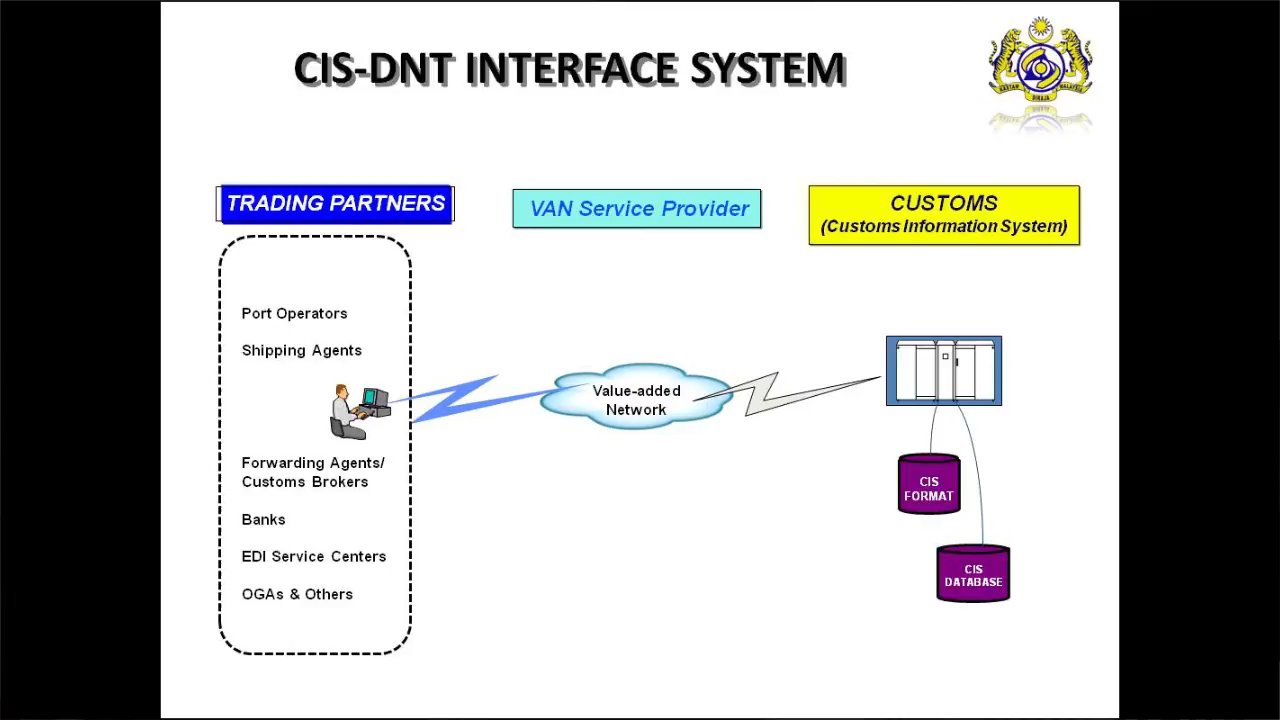 CIS-DNT INTERFACE SYSTEM
TRADING PARTNERS
VAN Service Provider
CUSTOMS
(Customs Information System)
Port Operators
Shipping Agents
Value-added
Network
Forwarding Agents/
Customs Brokers
Banks
EDI Service Centers
OGAs & Others
CIS
FORMAT
CIS
DATABASE